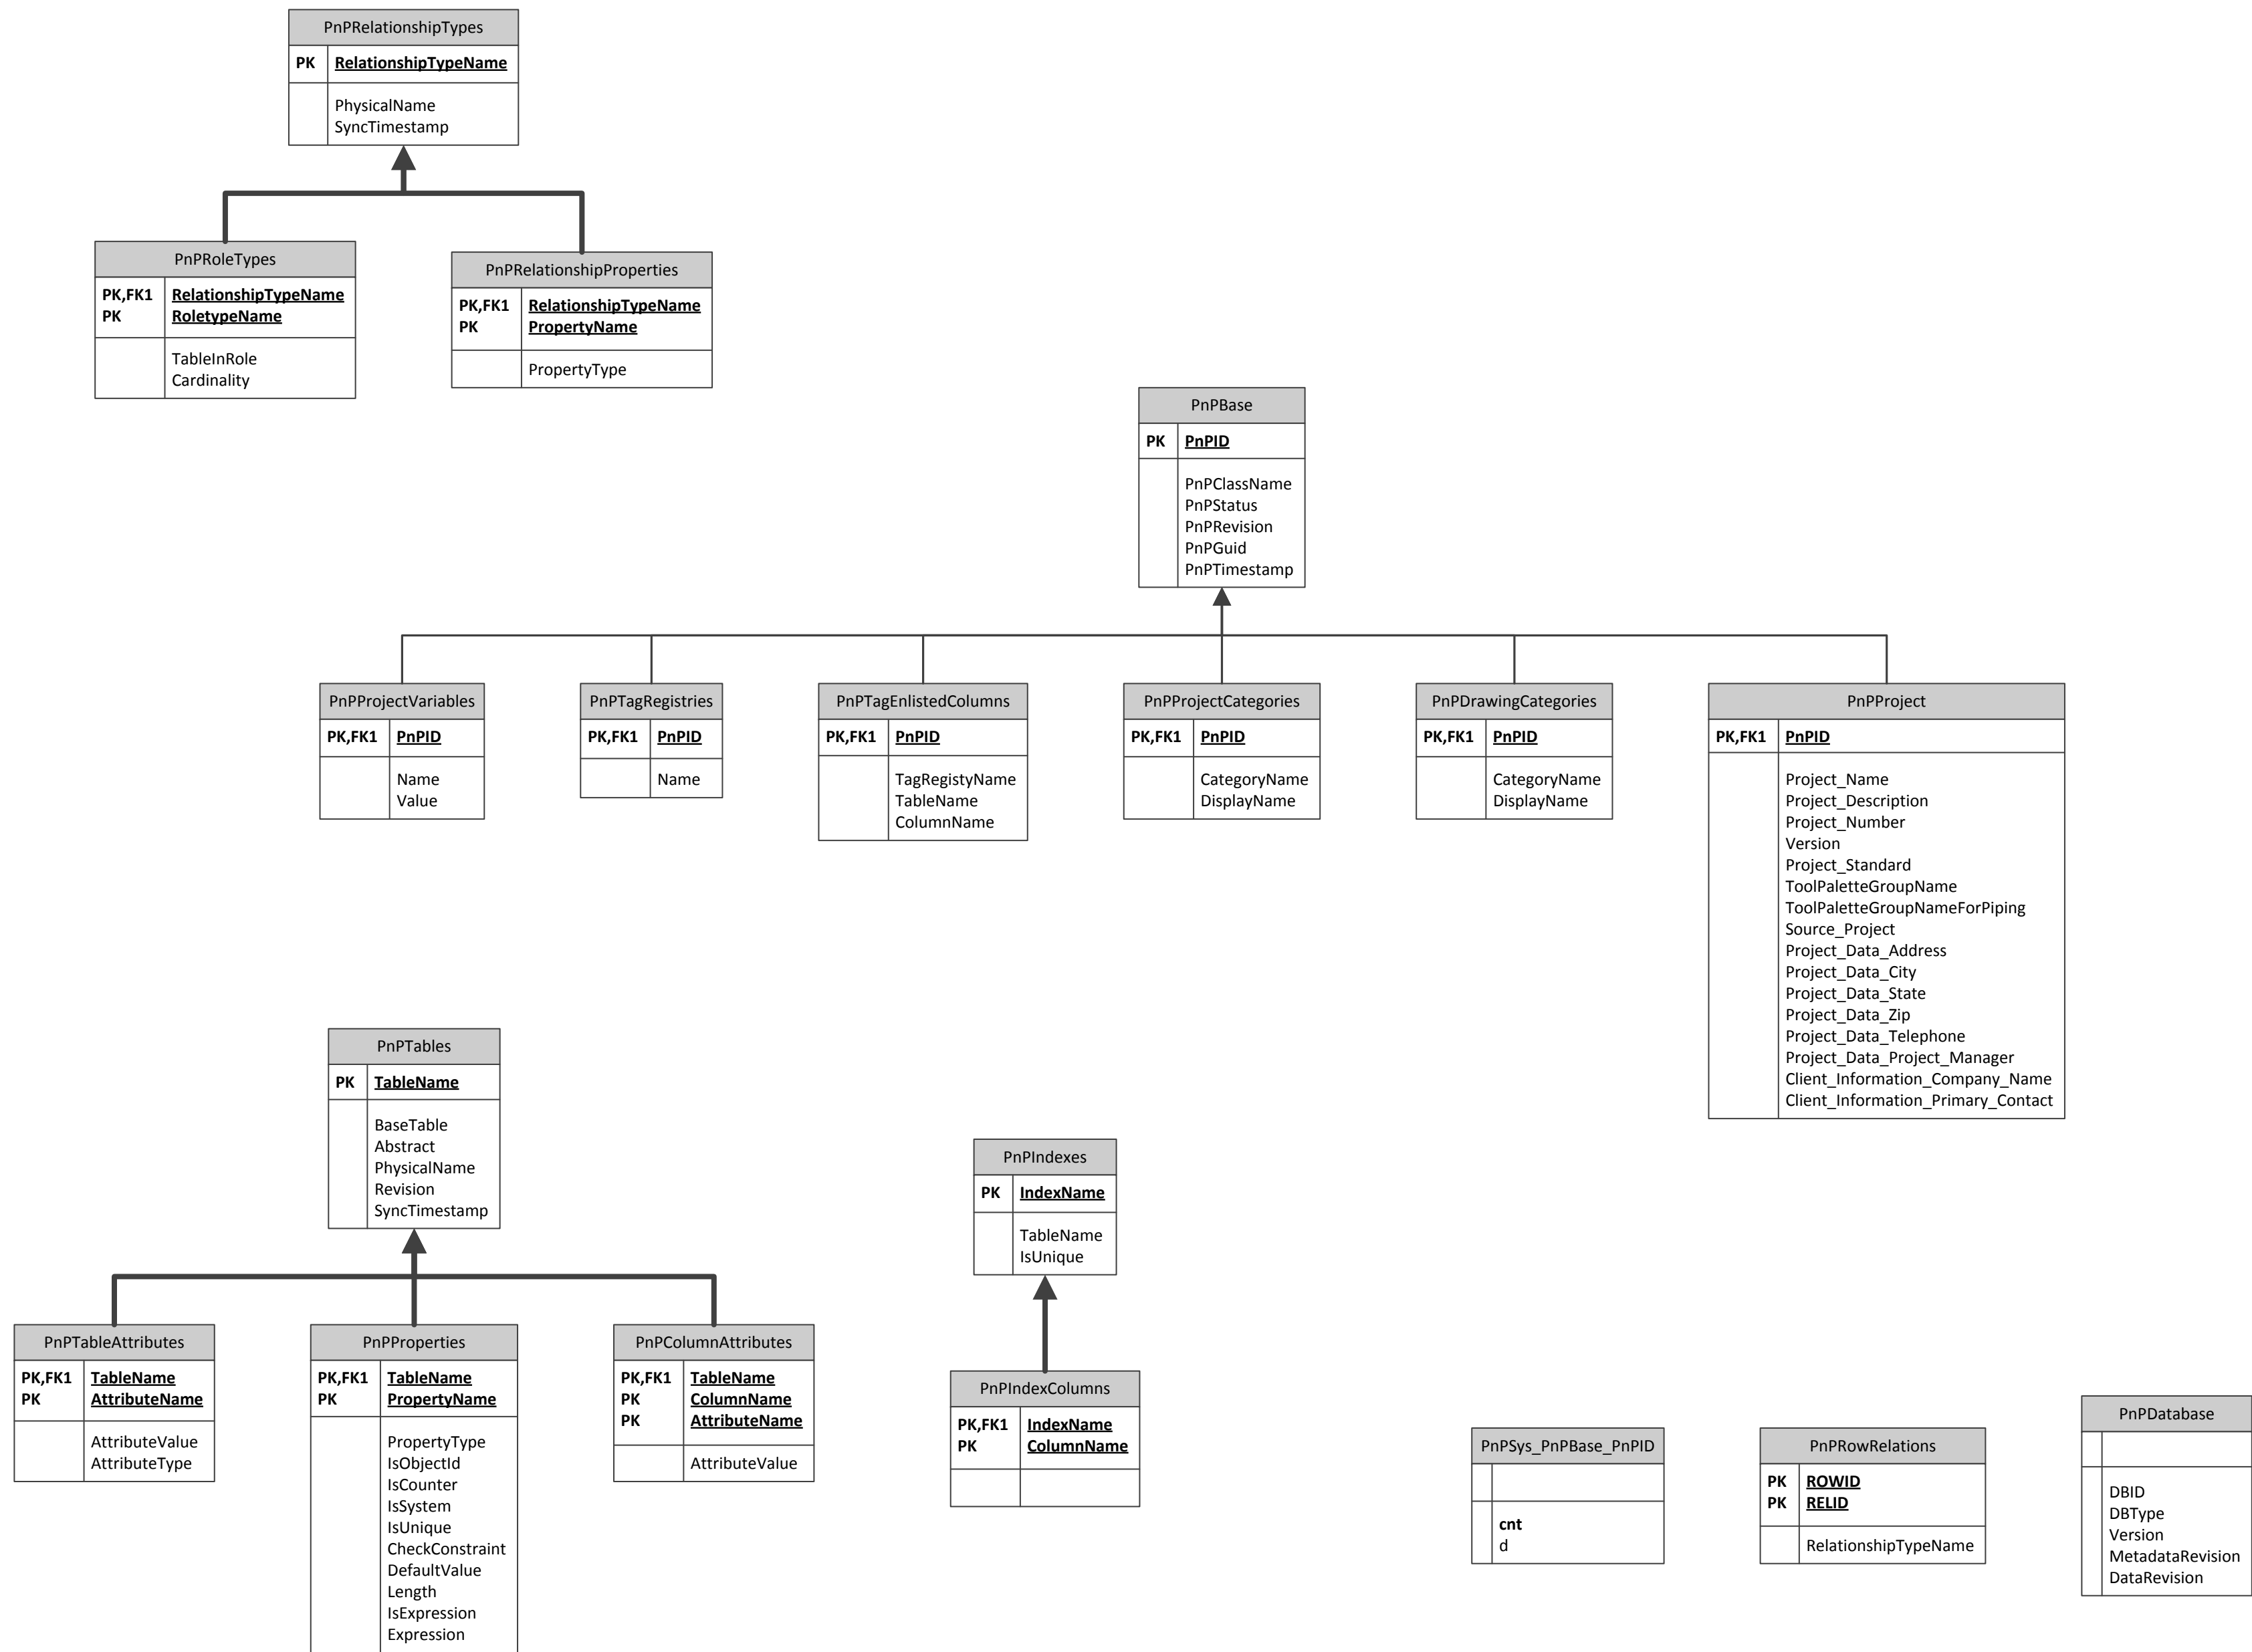 PnPRelationshipTypes
PK RelationshipTypeName
PhysicalName
SyncTimestamp
PnPRoleTypes
PK,FK1 RelationshipTypeName
PK RoletypeName
TableInRole
Cardinality
PnPRelationshipProperties
PK,FK1 RelationshipTypeName
PK PropertyName
PropertyType
PnPBase
PK PnPID
PnPClassName
PnPStatus
PnPRevision
PnPGuid
PnPTimestamp
PnPProjectVariables
PK,FK1 PnPID
Name
Value
PnPTagRegistries
PK,FK1 PnPID
Name
PnPTagEnlistedColumns
PK,FK1 PnPID
TagRegistyName
TableName
ColumnName
PnPProjectCategories
PK,FK1 PnPID
CategoryName
DisplayName
PnPDrawingCategories
PK,FK1 PnPID
CategoryName
DisplayName
PnPProject
PK,FK1 PnPID
Project_Name
Project_Description
Project_Number
Version
Project_Standard
ToolPaletteGroupName
ToolPaletteGroupNameForPiping
Source_Project
Project_Data_Address
Project_Data_City
Project_Data_State
Project_Data_Zip
Project_Data_Telephone
Project_Data_Project_Manager
Client_Information_Company_Name
Client_Information_Primary_Contact
PnPTables
PK TableName
BaseTable
Abstract
PhysicalName
Revision
SyncTimestamp
PnPTableAttributes
PK,FK1 TableName
PK AttributeName
AttributeValue
AttributeType
PnPProperties
PK,FK1 TableName
PK PropertyName
PropertyType
IsObjectId
IsCounter
IsSystem
IsUnique
CheckConstraint
DefaultValue
Length
IsExpression
Expression
PnPColumnAttributes
PK,FK1 TableName
PK ColumnName
PK AttributeName
AttributeValue
PnPIndexes
PK IndexName
TableName
IsUnique
PnPIndexColumns
PK,FK1 IndexName
PK ColumnName
PnPSys_PnPBase_PnPID
cnt
d
PnPRowRelations
PK ROWID
PK RELID
RelationshipTypeName
PnPDatabase
DBID
DBType
Version
MetadataRevision
DataRevision